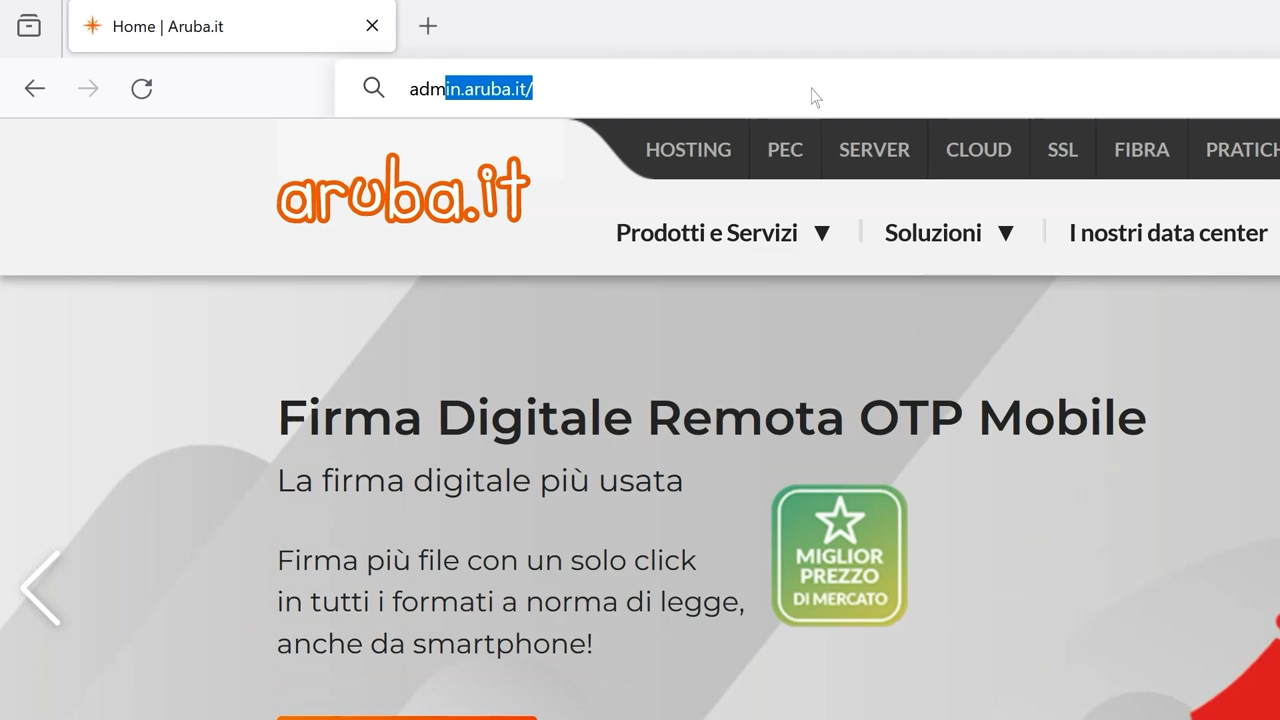 Home | Aruba.it
admin.aruba.it/
HOSTING PEC SERVER CLOUD SSL FIBRA
aruba.it
Prodotti e Servizi ▼ Soluzioni ▼ I nostri data center
Firma Digitale Remota OTP Mobile
La firma digitale più usata
Firma più file con un solo click
in tutti i formati a norma di legge,
anche da smartphone!
MIGLIOR
PREZZO
DI MERCATO